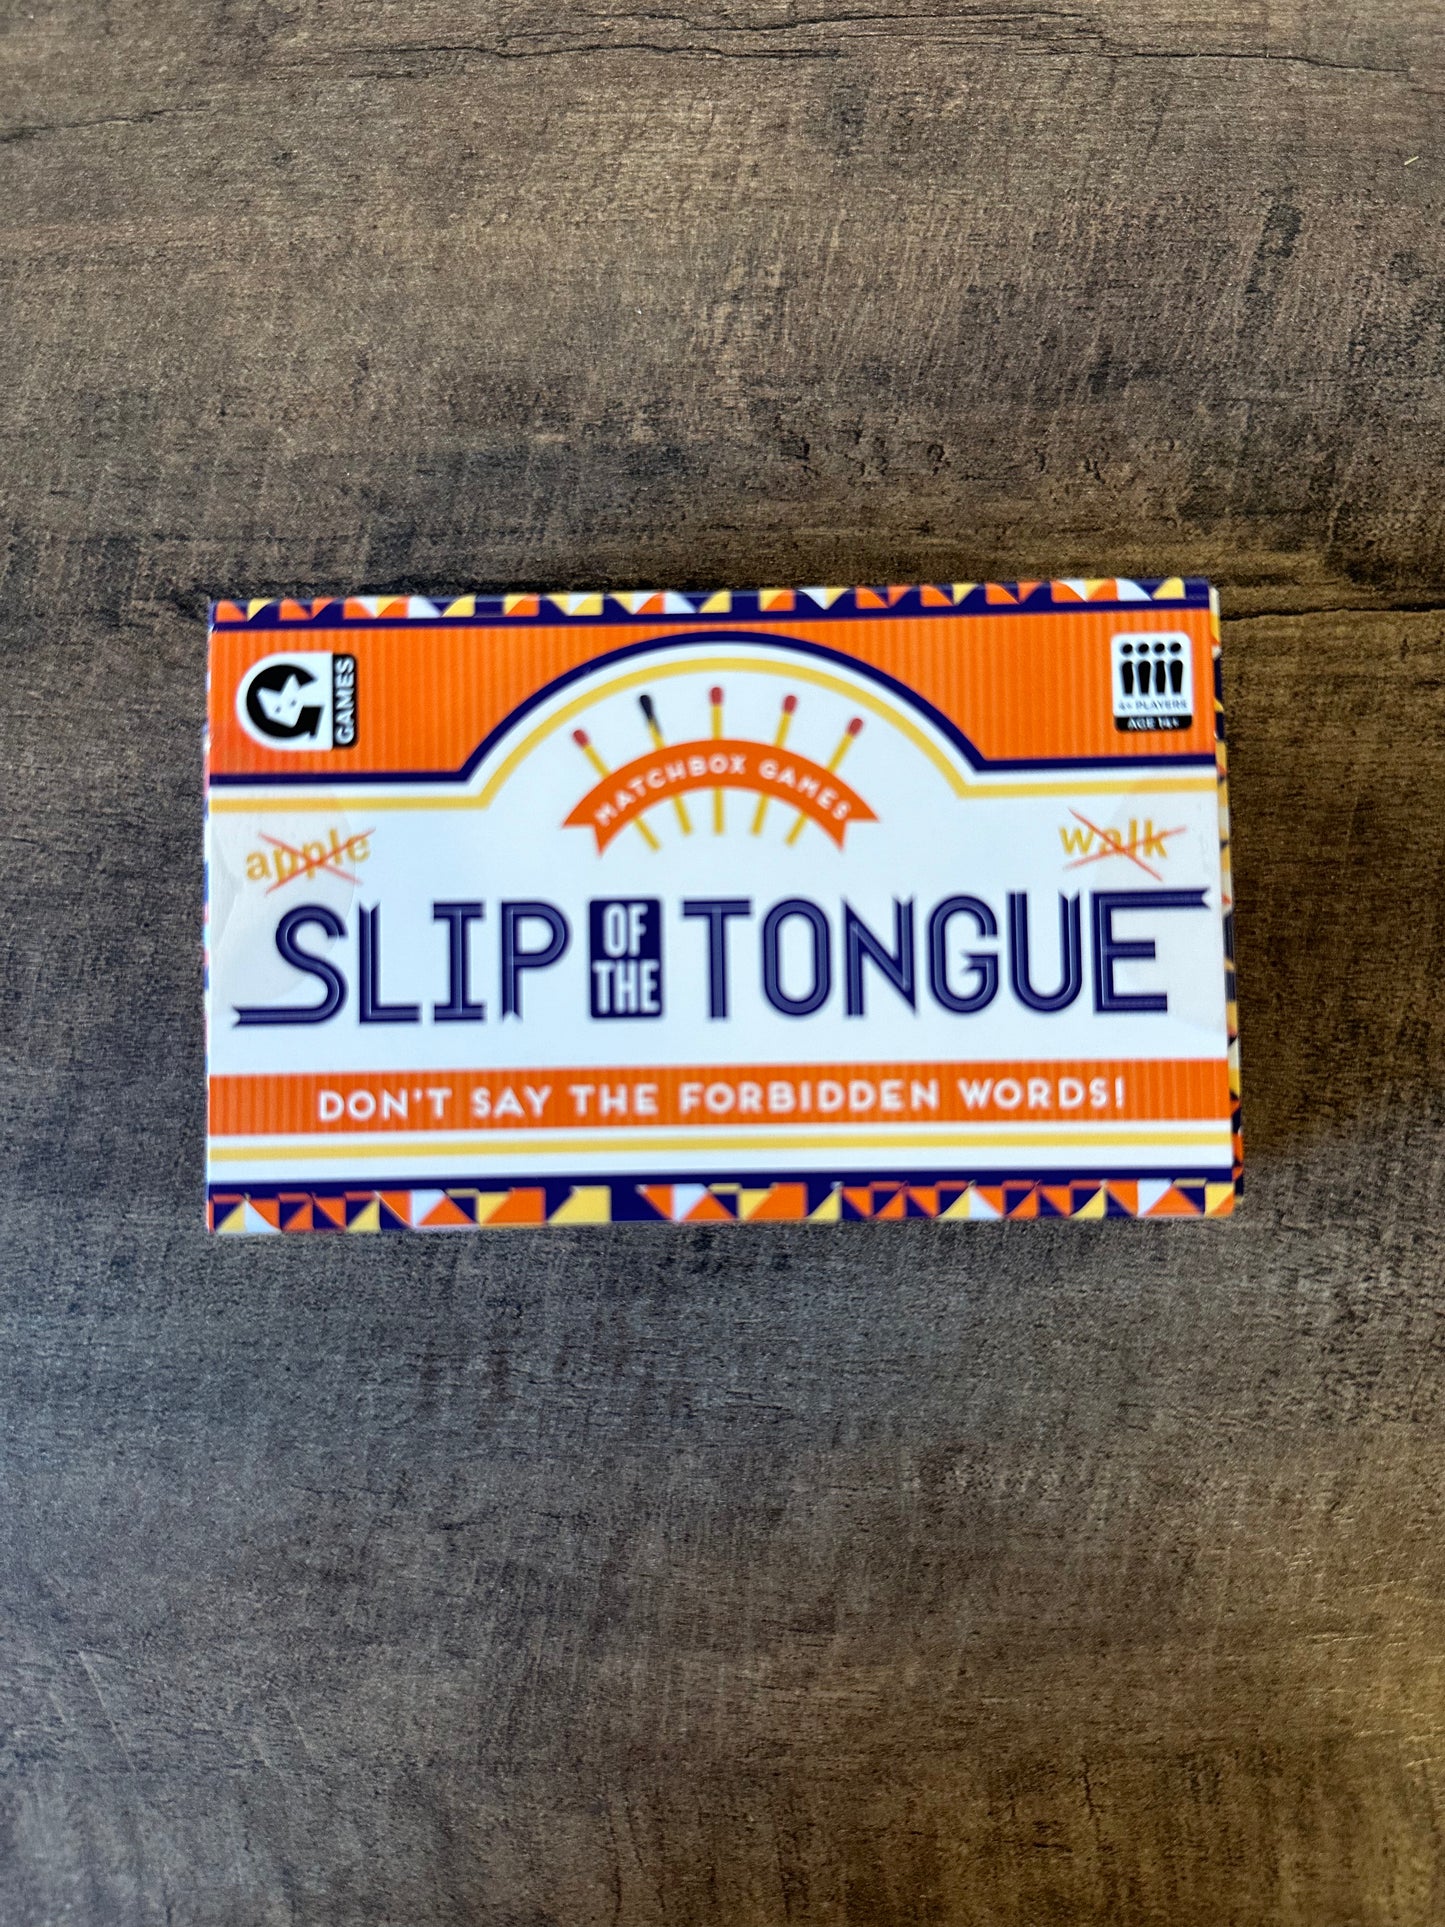 GAMES
4+ PLAYERS
AGE 14+
MATCHBOX GAMES
apple
walk
SLIP OF THE TONGUE
DON'T SAY THE FORBIDDEN WORDS!